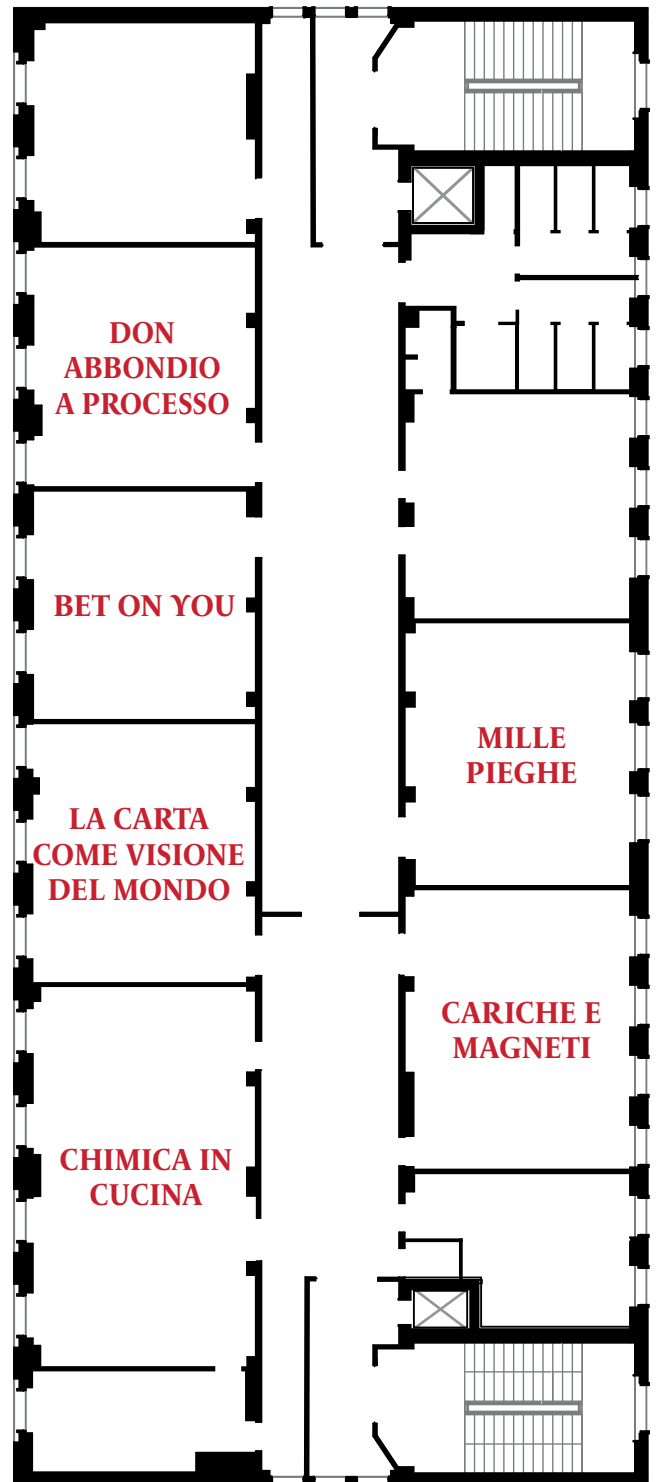 DON
ABBONDIO
A PROCESSO
BET ON YOU
MILLE
PIEGHE
LA CARTA
COME VISIONE
DEL MONDO
CARICHE E
MAGNETI
CHIMICA IN
CUCINA